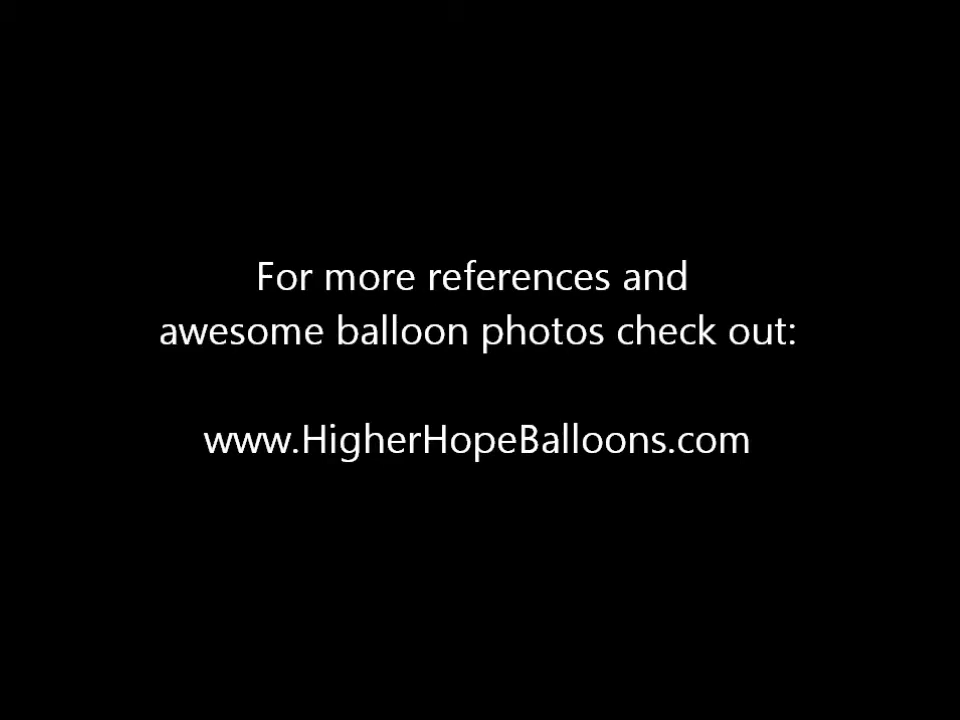 For more references and
awesome balloon photos check out:
www.HigherHopeBalloons.com